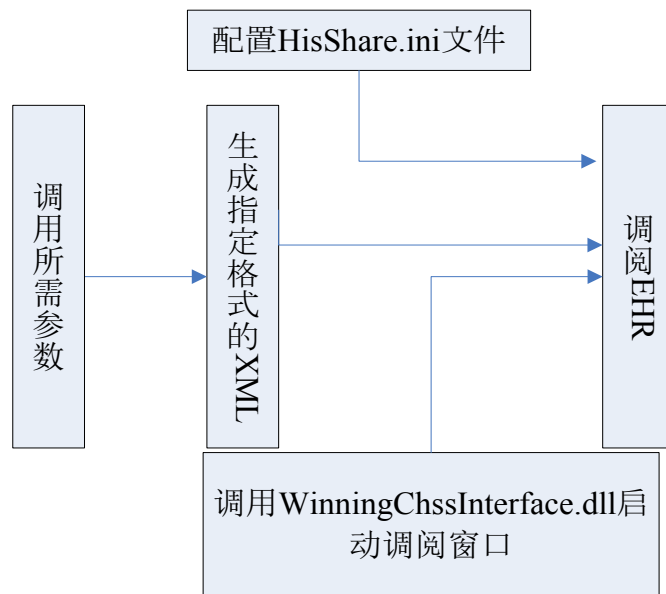 配置HisShare.ini文件
调用所需参数
生成指定格式的XML
调阅EHR
调用WinningChssInterface.dll启
动调阅窗口